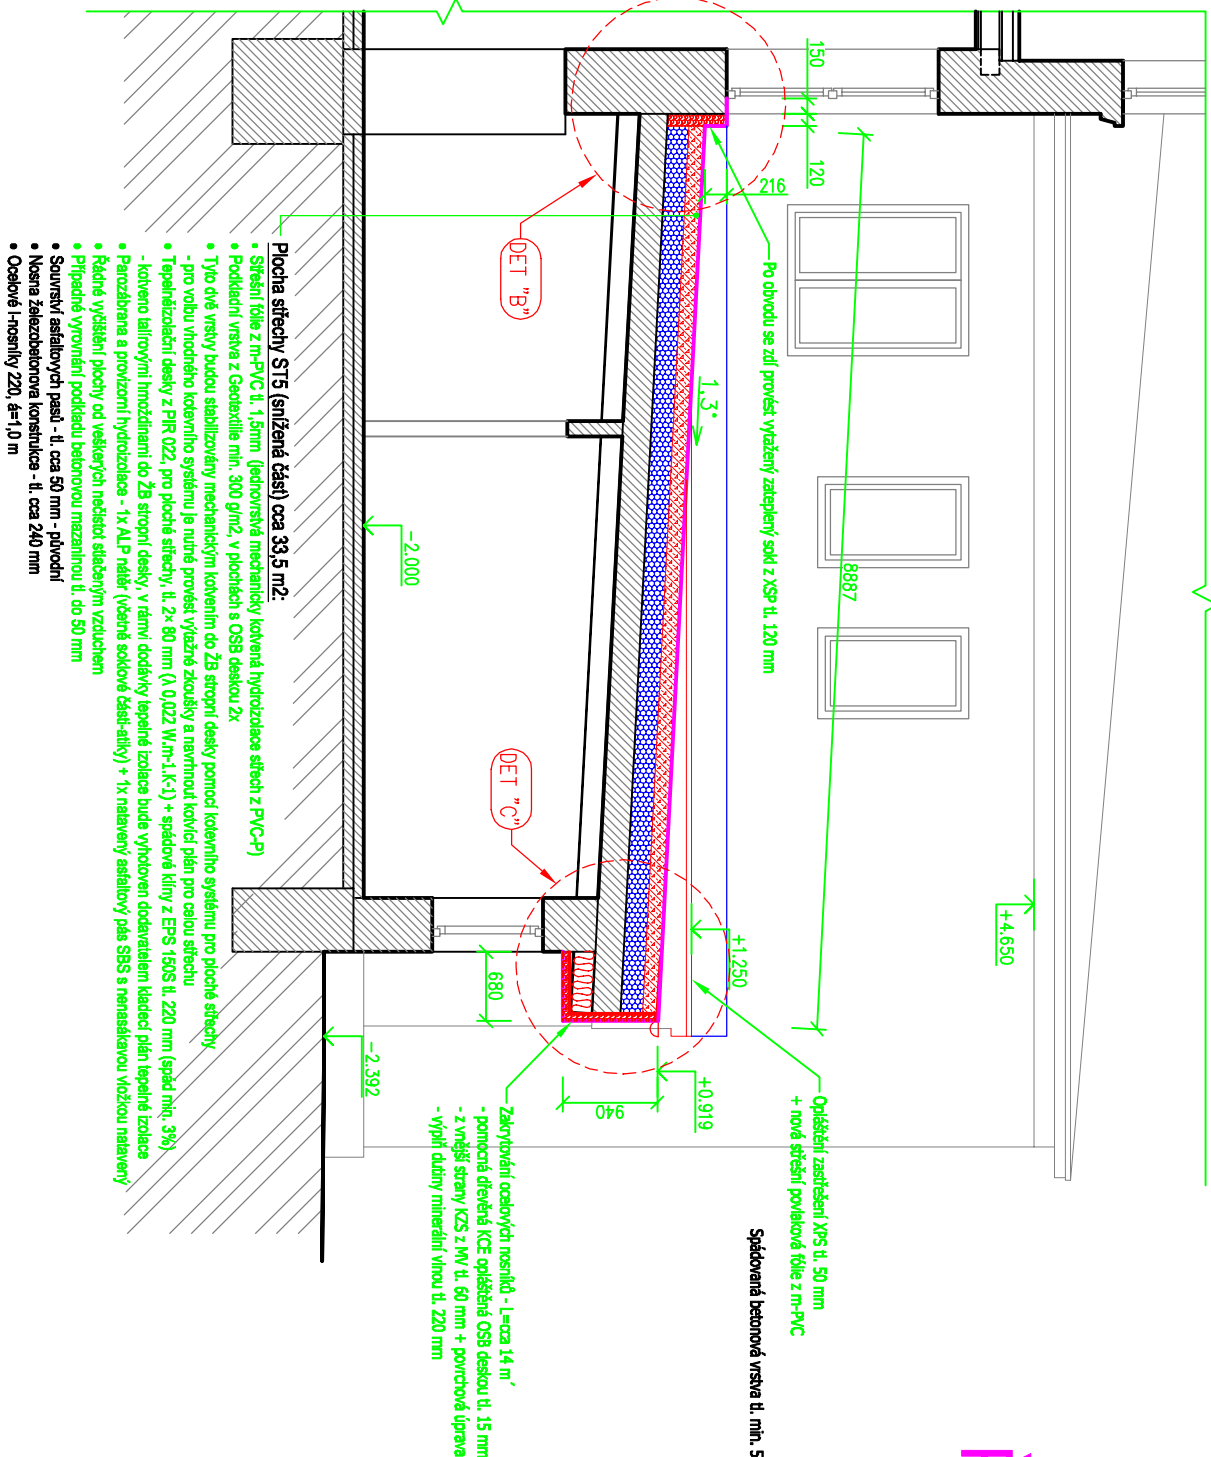 150
120
216
8887
Po obvodu se zdí provést vytažený zateplený sokl z XSP tl. 120 mm
1.3°
DET "B"
DET "C"
-2.000
+4.650
+1.250
+0.919
680
940
-2.392
Opláštění zastřešení XPS tl. 50 mm
+ nová střešní povlaková fólie z m-PVC
Spádovaná betonová vrstva tl. min. 5
Zakrytování ocelových nosníků - L=cca 14 m´
- pomocná dřevěná KCE opláštěná OSB deskou tl. 15 mm
- z vnější strany KZS z MV tl. 60 mm + povrchová úprava
- výplň dutiny minerální vlnou tl. 220 mm
Plocha střechy ST5 (snížená část) cca 33,5 m2:
• Střešní fólie z m-PVC tl. 1,5mm (jednovrstvá mechanicky kotvená hydroizolace střech z PVC-P)
• Podkladní vrstva z Geotextilie min. 300 g/m2, v plochách s OSB deskou 2x
• Tyto dvě vrstvy budou stabilizovány mechanickým kotvením do ŽB stropní desky pomocí kotevního systému pro ploché střechy
- pro volbu vhodného kotevního systému je nutné provést výtažné zkoušky a navrhnout kotvící plán pro celou střechu
• Tepelněizolační desky z PIR 022, pro ploché střechy, tl. 2× 80 mm (λ 0,022 W.m-1.K-1) + spádové klíny z EPS 150S tl. 220 mm (spád min. 3%)
- kotveno talířovými hmoždinami do ŽB stropní desky, v rámci dodávky tepelné izolace bude vyhotoven dodavatelem kladecí plán tepelné izolace
• Parozábrana a provizorní hydroizolace - 1x ALP nátěr (včetně soklové části-atiky) + 1x natavený asfaltový pás SBS s nenasákavou vložkou natavený
• Řádné vyčištění plochy od veškerých nečistot stlačeným vzduchem
• Případné vyrovnání podkladu betonovou mazaninou tl. do 50 mm
• Souvrství asfaltovych pasů - tl. cca 50 mm - původní
• Nosna železobetonova konstrukce - tl. cca 240 mm
• Ocelové I-nosníky 220, á=1,0 m